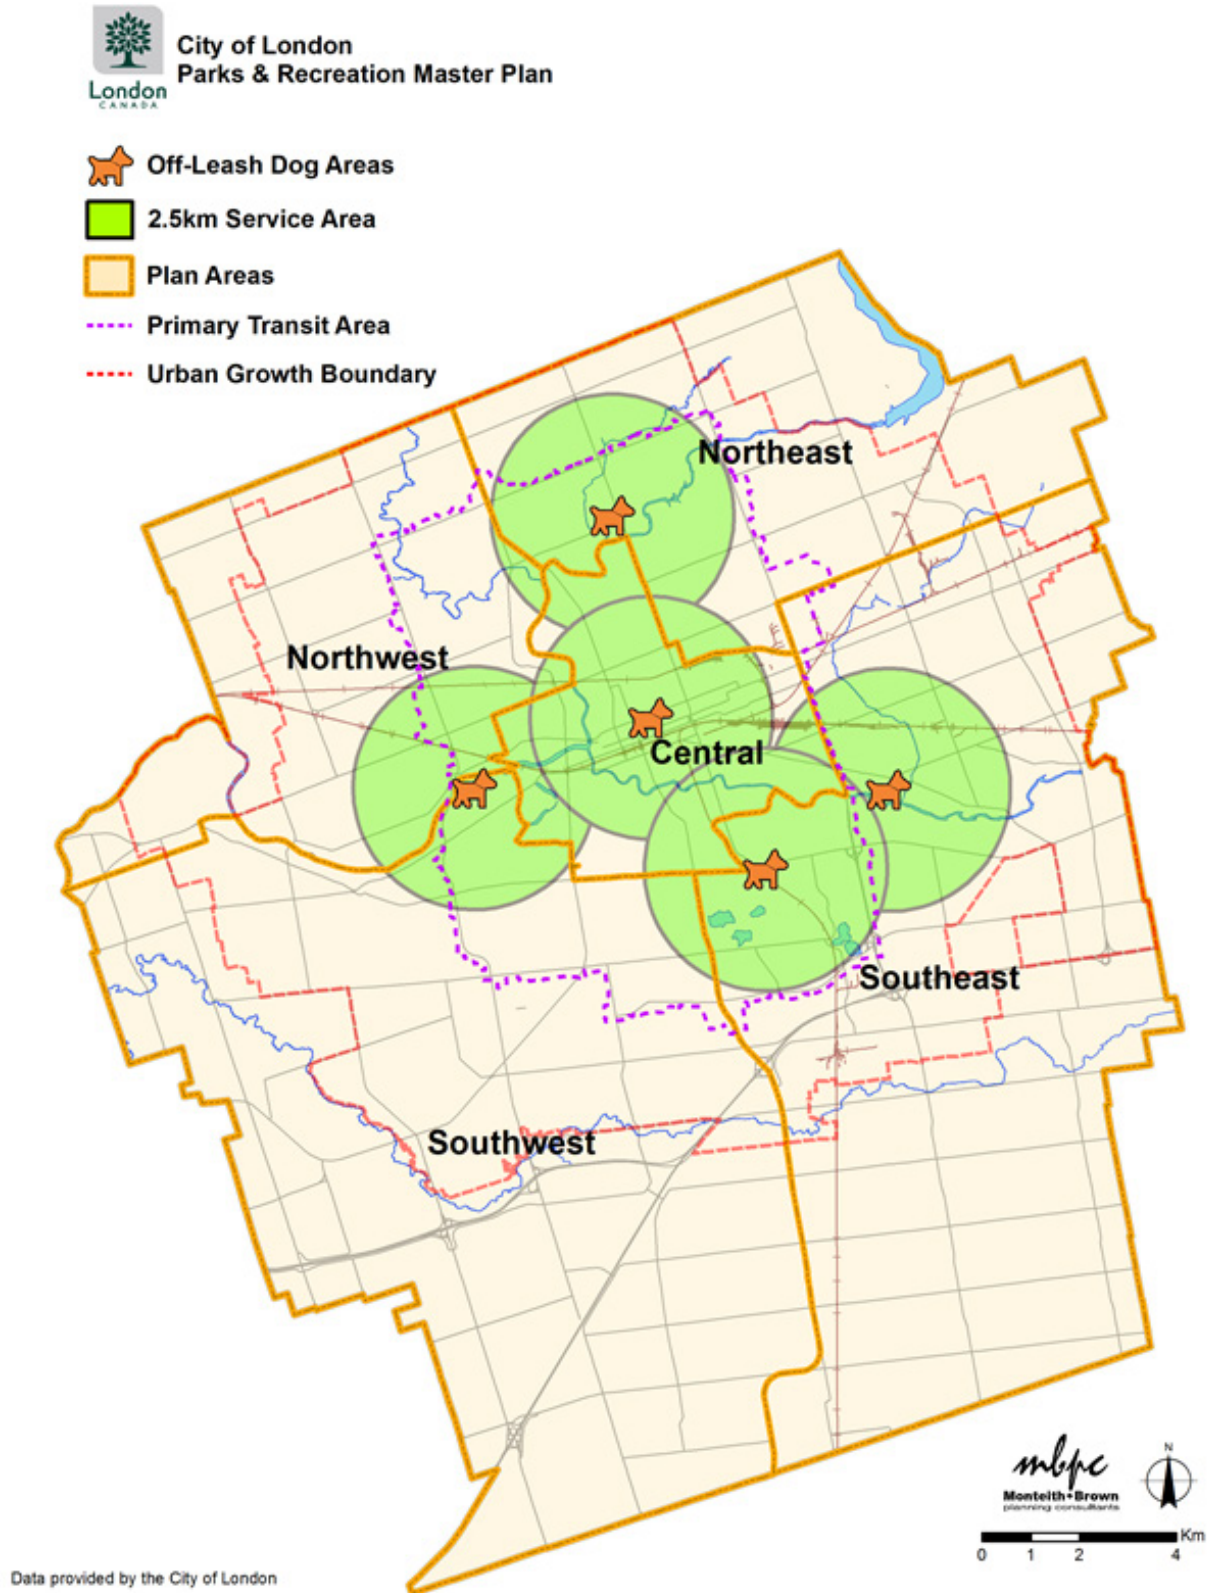 London
CANADA
City of London
Parks & Recreation Master Plan
Off-Leash Dog Areas
2.5km Service Area
Plan Areas
Primary Transit Area
Urban Growth Boundary
Northeast
Northwest
Central
Southeast
Southwest
mbpc
Monteith+Brown
planning consultants
N
Km
0 1 2 4
Data provided by the City of London